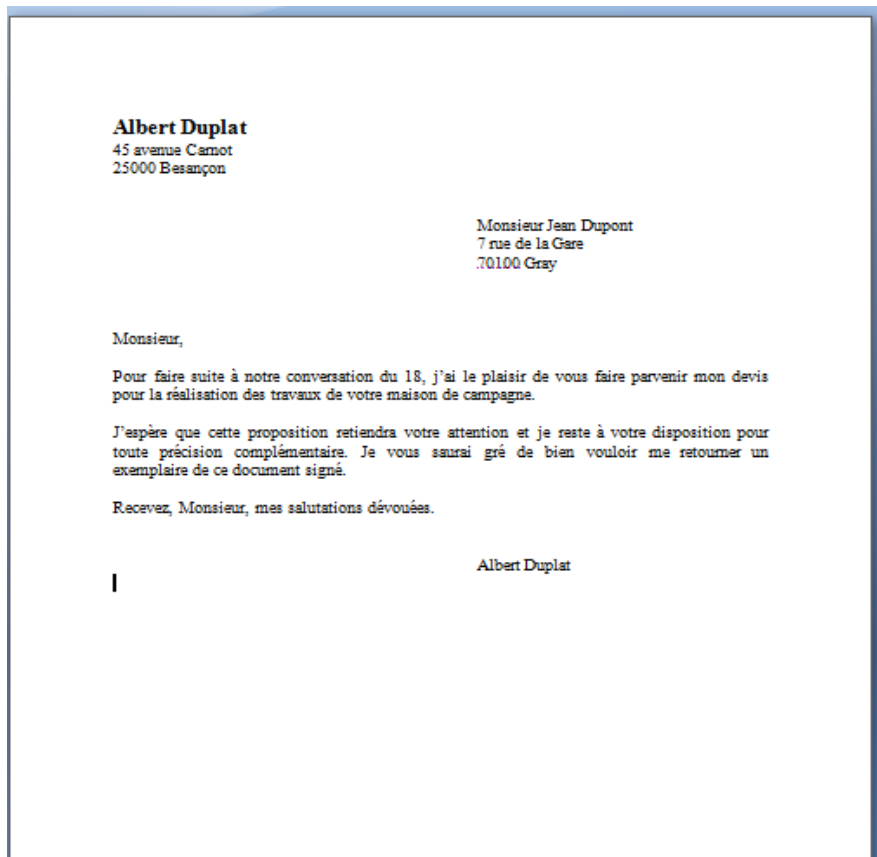 Albert Duplat
45 avenue Carnot
25000 Besançon
Monsieur Jean Dupont
7 rue de la Gare
70100 Gray
Monsieur,
Pour faire suite à notre conversation du 18, j’ai le plaisir de vous faire parvenir mon devis
pour la réalisation des travaux de votre maison de campagne.
J’espère que cette proposition retiendra votre attention et je reste à votre disposition pour
toute précision complémentaire. Je vous saurai gré de bien vouloir me retourner un
exemplaire de ce document signé.
Recevez, Monsieur, mes salutations dévouées.
Albert Duplat